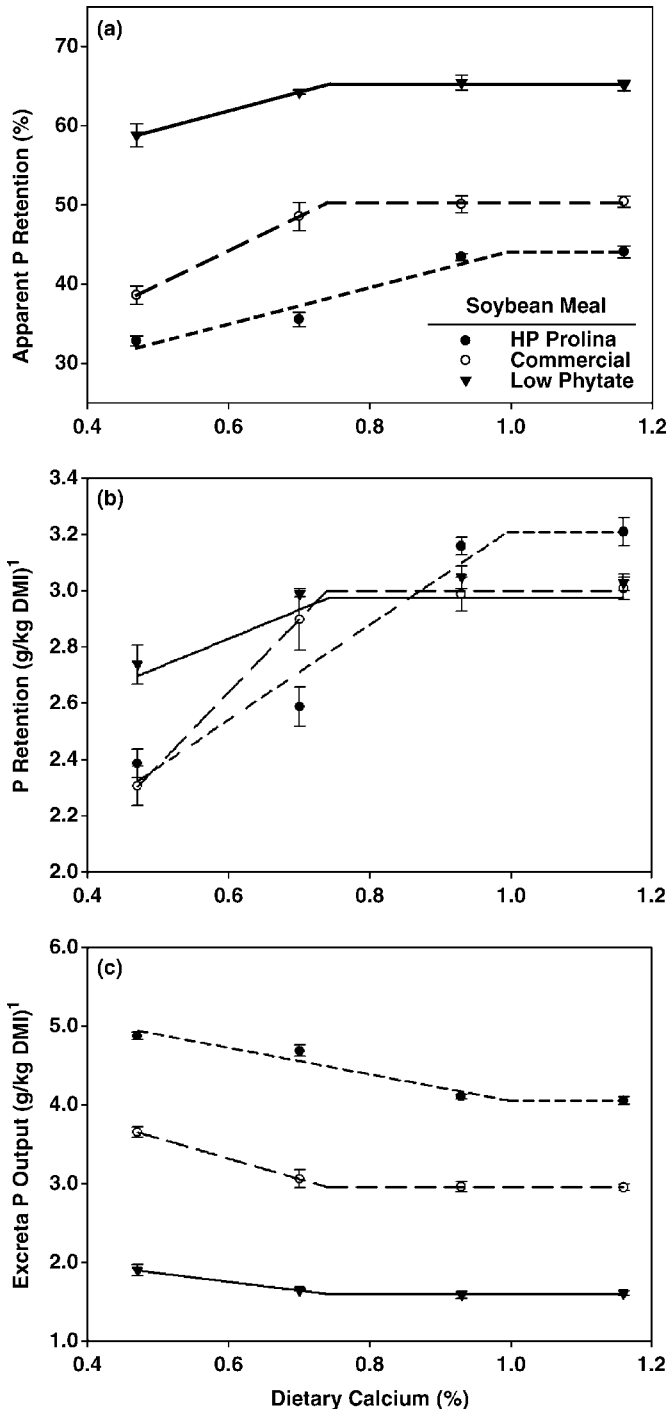 (a)
70
60
50
40
30
Apparent P Retention (%)
Soybean Meal
HP Prolina
Commercial
Low Phytate
0.4 0.6 0.8 1.0 1.2
(b)
3.4
3.2
3.0
2.8
2.6
2.4
2.2
2.0
P Retention (g/kg DMI)¹
0.4 0.6 0.8 1.0 1.2
(c)
6.0
5.0
4.0
3.0
2.0
1.0
Excreta P Output (g/kg DMI)¹
0.4 0.6 0.8 1.0 1.2
Dietary Calcium (%)